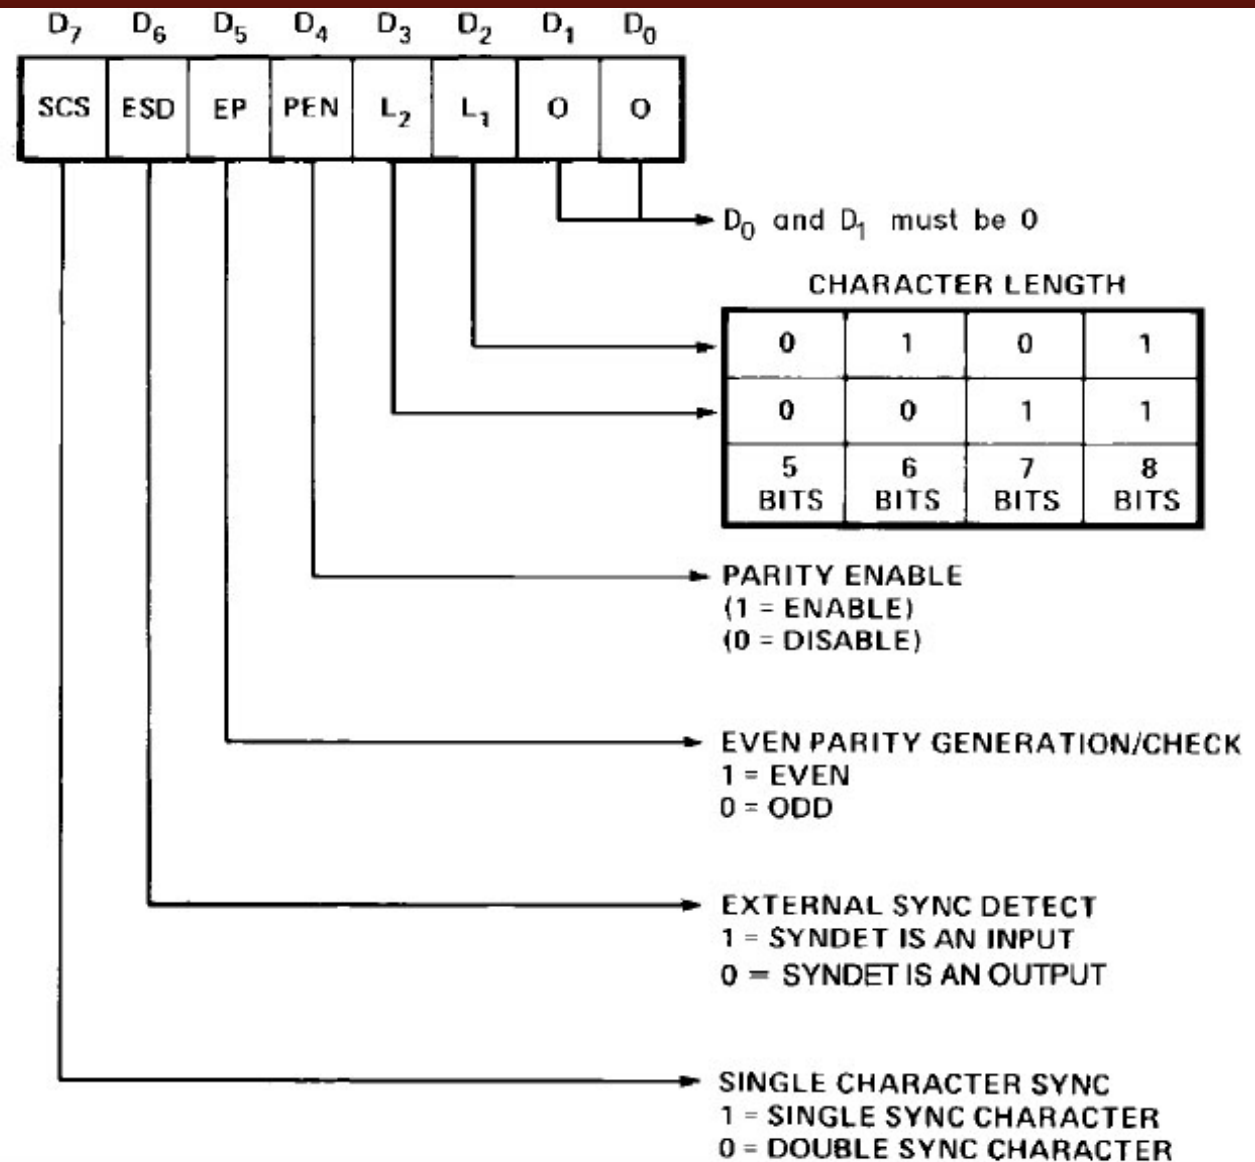 D7 D6 D5 D4 D3 D2 D1 D0
SCS ESD EP PEN L2 L1 0 0
D0 and D1 must be 0
CHARACTER LENGTH
0 1 0 1
0 0 1 1
5 6 7 8
BITS BITS BITS BITS
PARITY ENABLE
(1 = ENABLE)
(0 = DISABLE)
EVEN PARITY GENERATION/CHECK
1 = EVEN
0 = ODD
EXTERNAL SYNC DETECT
1 = SYNDET IS AN INPUT
0 = SYNDET IS AN OUTPUT
SINGLE CHARACTER SYNC
1 = SINGLE SYNC CHARACTER
0 = DOUBLE SYNC CHARACTER